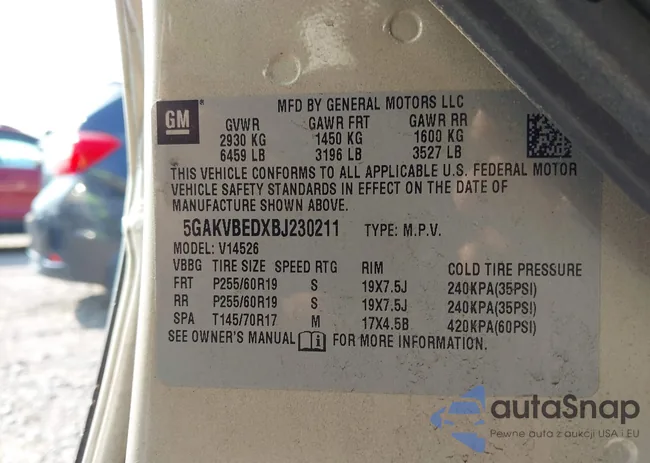 MFD BY GENERAL MOTORS LLC
GM
GVWR GAWR FRT GAWR RR
2930 KG 1450 KG 1600 KG
6459 LB 3196 LB 3527 LB
THIS VEHICLE CONFORMS TO ALL APPLICABLE U.S. FEDERAL MOTOR
VEHICLE SAFETY STANDARDS IN EFFECT ON THE DATE OF
MANUFACTURE SHOWN ABOVE.
5GAKVBEDXBJ230211 TYPE: M.P.V.
MODEL: V14526
VBBG TIRE SIZE SPEED RTG RIM COLD TIRE PRESSURE
FRT P255/60R19 S 19X7.5J 240KPA(35PSI)
RR P255/60R19 S 19X7.5J 240KPA(35PSI)
SPA T145/70R17 M 17X4.5B 420KPA(60PSI)
SEE OWNER'S MANUAL i FOR MORE INFORMATION.
autaSnap
Pewne auta z aukcji USA i EU